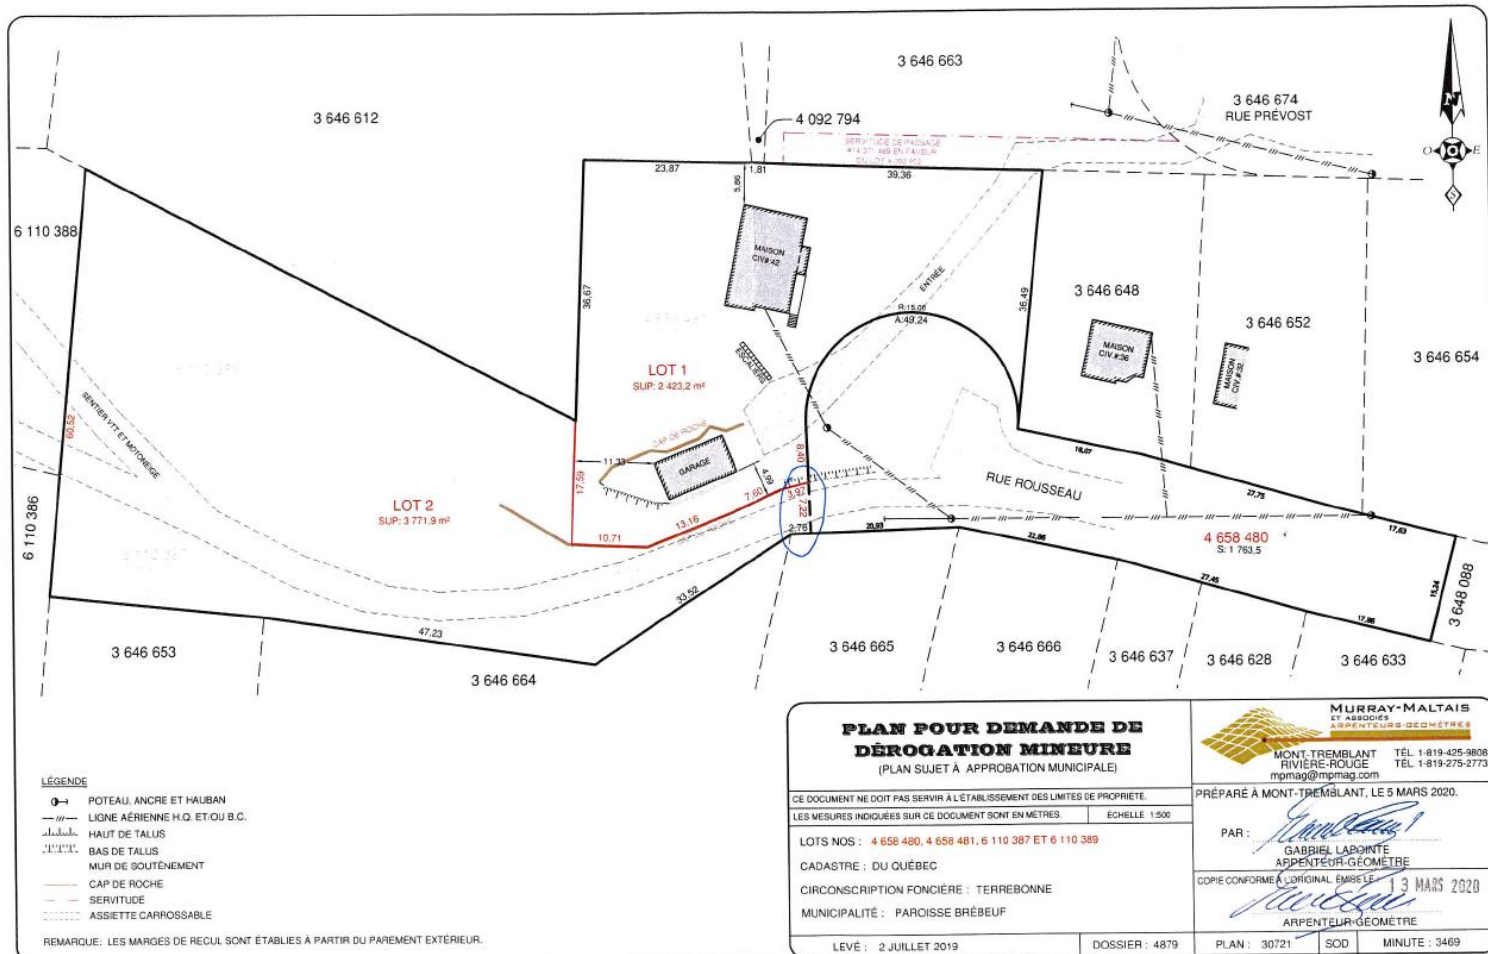 3 646 663
3 646 674
RUE PRÉVOST
3 646 612
4 092 794
SERVITUDE DE PASSAGE
EN FAVEUR
DU LOT
N
O
E
S
23,87
1,81
39,36
5,86
6 110 388
MAISON
CIV#:42
ENTRÉE
36,67
36,49
R:15,00
A:49,24
3 646 648
3 646 652
3 646 654
MAISON
CIV.#:36
MAISON
CIV.#:32
ESCALIERS
LOT 1
SUP: 2 423,2 m²
60,52
SENTIER VTT ET MOTONEIGE
CAP DE ROCHE
11,33
GARAGE
17,59
4,99
8,40
18,07
RUE ROUSSEAU
27,75
LOT 2
SUP: 3 771,9 m²
7,60
3,97
7,22
13,16
10,71
2,76
20,93
22,86
17,63
4 658 480
S: 1 763,5
6 110 386
33,52
27,45
15,24
3 648 088
47,23
17,86
3 646 653
3 646 664
3 646 665
3 646 666
3 646 637
3 646 628
3 646 633
LÉGENDE
POTEAU, ANCRE ET HAUBAN
LIGNE AÉRIENNE H.Q. ET/OU B.C.
HAUT DE TALUS
BAS DE TALUS
MUR DE SOUTÈNEMENT
CAP DE ROCHE
SERVITUDE
ASSIETTE CARROSSABLE
REMARQUE: LES MARGES DE RECUL SONT ÉTABLIES À PARTIR DU PAREMENT EXTÉRIEUR.
PLAN POUR DEMANDE DE
DÉROGATION MINEURE
(PLAN SUJET À APPROBATION MUNICIPALE)
CE DOCUMENT NE DOIT PAS SERVIR À L'ÉTABLISSEMENT DES LIMITES DE PROPRIÉTÉ.
LES MESURES INDIQUÉES SUR CE DOCUMENT SONT EN MÈTRES.
ÉCHELLE 1:500
LOTS NOS : 4 658 480, 4 658 481, 6 110 387 ET 6 110 389
CADASTRE : DU QUÉBEC
CIRCONSCRIPTION FONCIÈRE : TERREBONNE
MUNICIPALITÉ : PAROISSE BRÉBEUF
LEVÉ : 2 JUILLET 2019
DOSSIER : 4879
MURRAY-MALTAIS
ET ASSOCIÉS
ARPENTEURS-GÉOMÈTRES
MONT-TREMBLANT TÉL. 1-819-425-9808
RIVIÈRE-ROUGE TÉL. 1-819-275-2773
mpmag@mpmag.com
PRÉPARÉ À MONT-TREMBLANT, LE 5 MARS 2020.
PAR :
GABRIEL LAPOINTE
ARPENTEUR-GÉOMÈTRE
COPIE CONFORME À L'ORIGINAL, ÉMISE LE 13 MARS 2020
ARPENTEUR-GÉOMÈTRE
PLAN : 30721
SOD
MINUTE : 3469